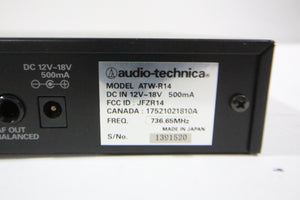 DC 12V~18V
500mA
AF OUT
BALANCED
audio-technica®
MODEL ATW-R14
DC IN 12V~18V 500mA
FCC ID : JFZR14
CANADA : 17521021810A
FREQ. 736.65MHz
MADE IN JAPAN
S/No. 1391520